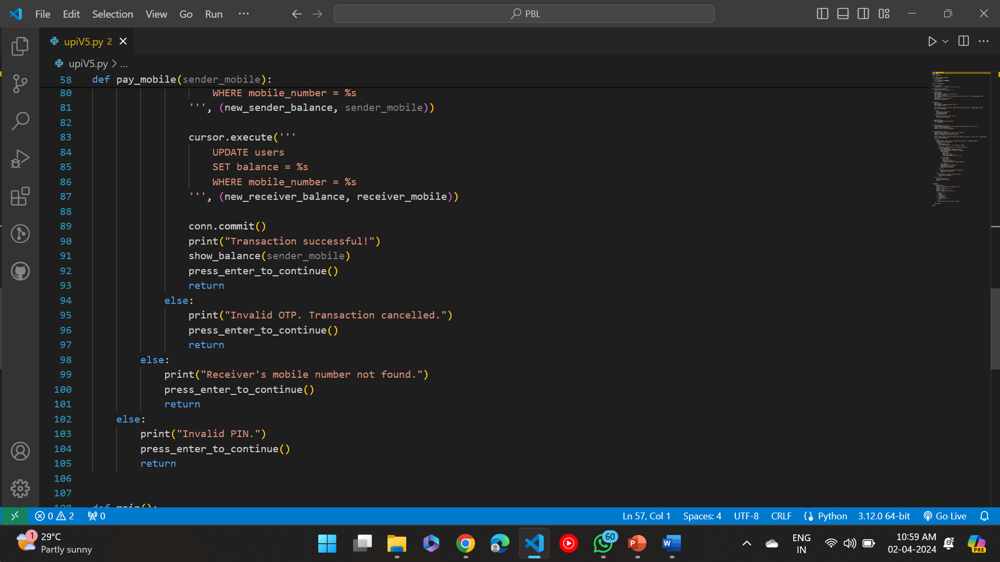 File Edit Selection View Go Run ···
PBL
upiV5.py 2
upiV5.py > ...
58 def pay_mobile(sender_mobile):
80 WHERE mobile_number = %s
81 ''', (new_sender_balance, sender_mobile))
82
83 cursor.execute('''
84 UPDATE users
85 SET balance = %s
86 WHERE mobile_number = %s
87 ''', (new_receiver_balance, receiver_mobile))
88
89 conn.commit()
90 print("Transaction successful!")
91 show_balance(sender_mobile)
92 press_enter_to_continue()
93 return
94 else:
95 print("Invalid OTP. Transaction cancelled.")
96 press_enter_to_continue()
97 return
98 else:
99 print("Receiver's mobile number not found.")
100 press_enter_to_continue()
101 return
102 else:
103 print("Invalid PIN.")
104 press_enter_to_continue()
105 return
106
107
108 def main():
0 2 0 Ln 57, Col 1 Spaces: 4 UTF-8 CRLF {} Python 3.12.0 64-bit Go Live
1 29°C
Partly sunny
60
P
W
ENG
IN
10:59 AM
02-04-2024
PRE